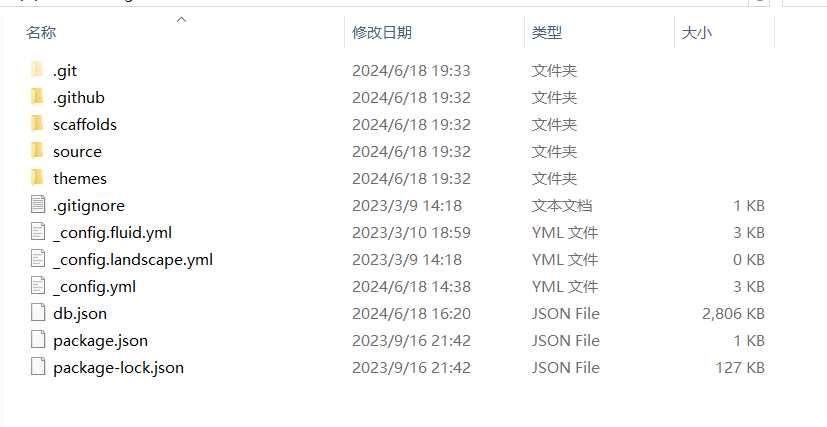 名称 修改日期 类型 大小
.git 2024/6/18 19:33 文件夹
.github 2024/6/18 19:32 文件夹
scaffolds 2024/6/18 19:32 文件夹
source 2024/6/18 19:32 文件夹
themes 2024/6/18 19:32 文件夹
.gitignore 2023/3/9 14:18 文本文档 1 KB
_config.fluid.yml 2023/3/10 18:59 YML 文件 3 KB
_config.landscape.yml 2023/3/9 14:18 YML 文件 0 KB
_config.yml 2024/6/18 14:38 YML 文件 3 KB
db.json 2024/6/18 16:20 JSON File 2,806 KB
package.json 2023/9/16 21:42 JSON File 1 KB
package-lock.json 2023/9/16 21:42 JSON File 127 KB